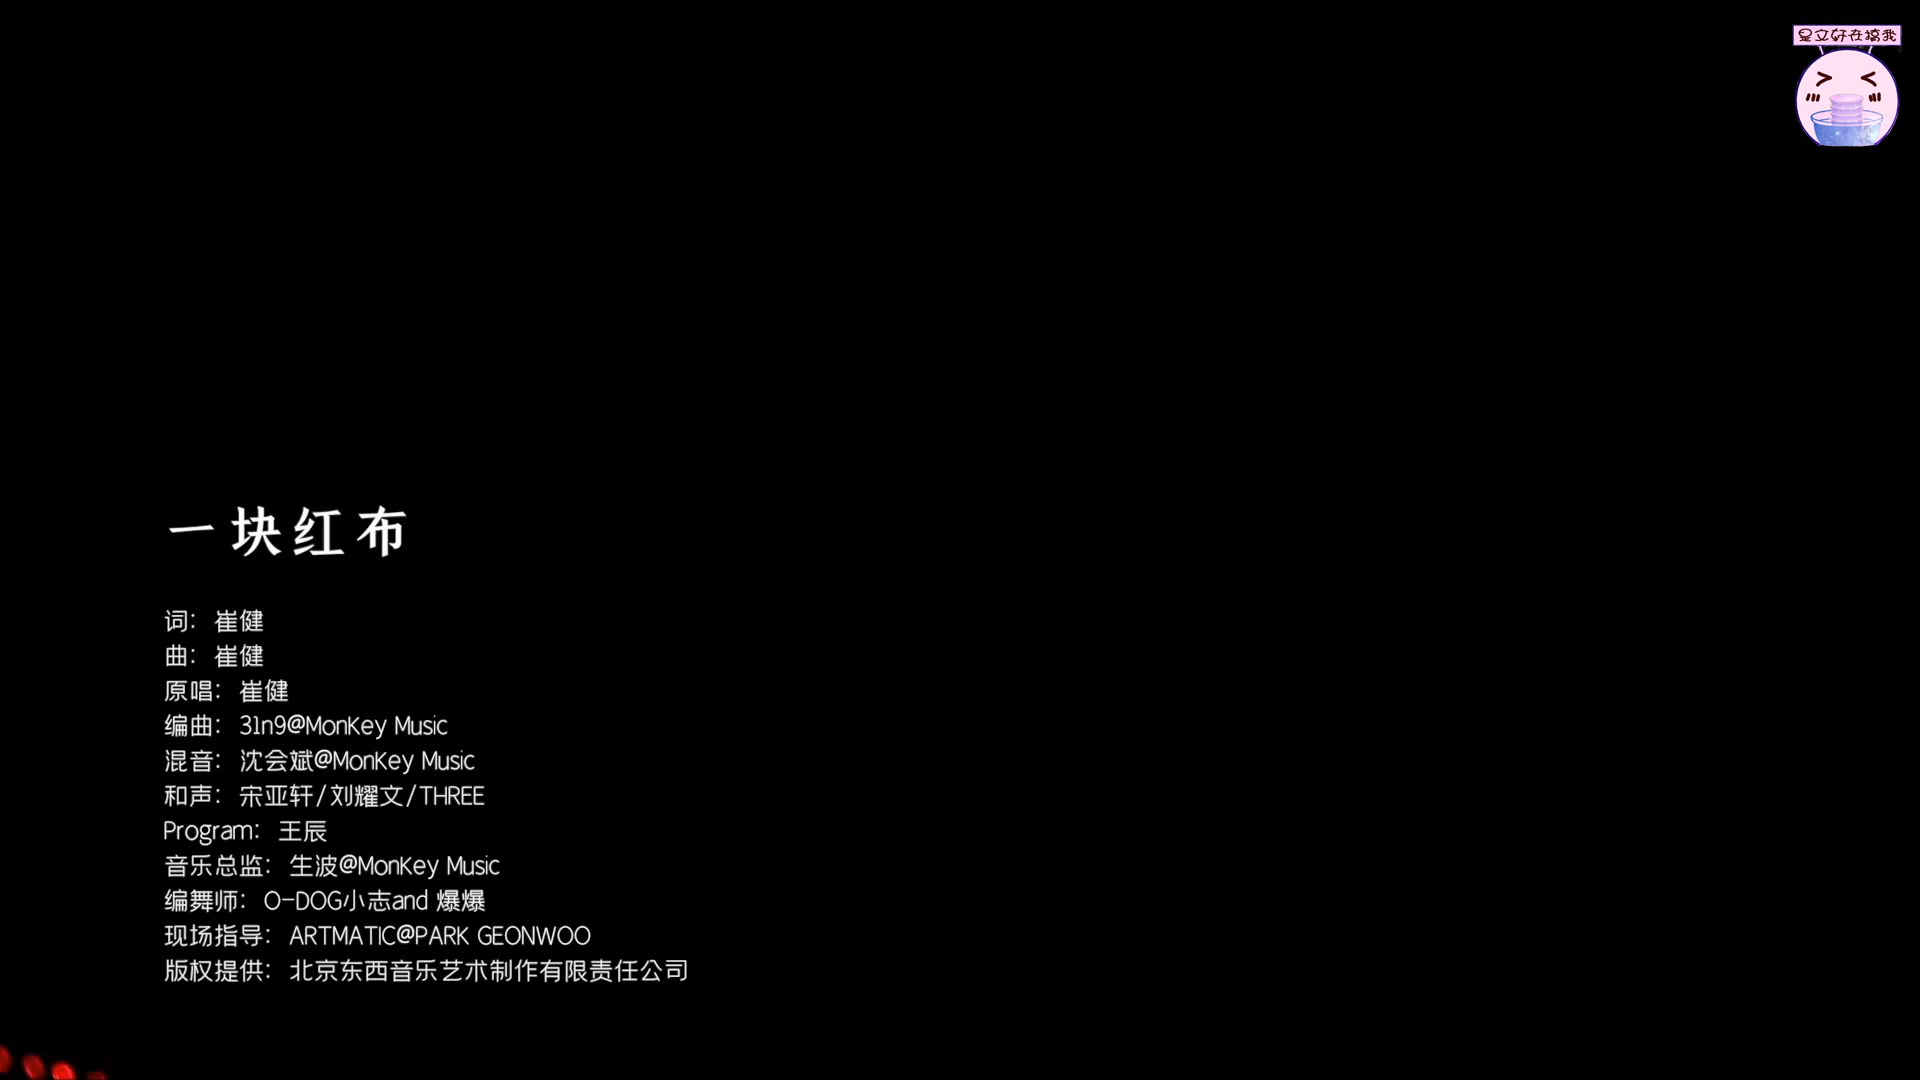 是立好在搞我
一块红布
词：崔健
曲：崔健
原唱：崔健
编曲：31n9@MonKey Music
混音：沈会斌@MonKey Music
和声：宋亚轩/刘耀文/THREE
Program：王辰
音乐总监：生波@MonKey Music
编舞师：O-DOG小志and 爆爆
现场指导：ARTMATIC@PARK GEONWOO
版权提供：北京东西音乐艺术制作有限责任公司